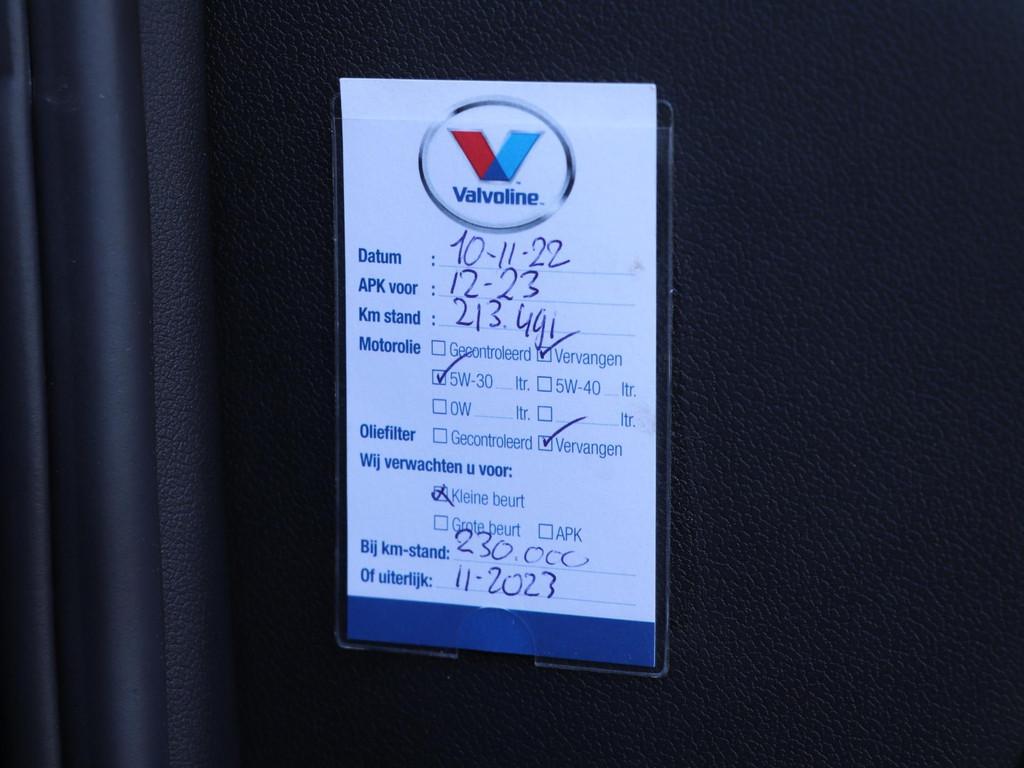 Valvoline™
Datum : 10-11-22
APK voor : 12-23
Km stand : 213.491
Motorolie ☐ Gecontroleerd ☑ Vervangen
☑ 5W-30 ltr. ☐ 5W-40 ltr.
☐ 0W ltr. ☐ ltr.
Oliefilter ☐ Gecontroleerd ☑ Vervangen
Wij verwachten u voor:
☒ Kleine beurt
☐ Grote beurt ☐ APK
Bij km-stand: 230.000
Of uiterlijk: 11-2023